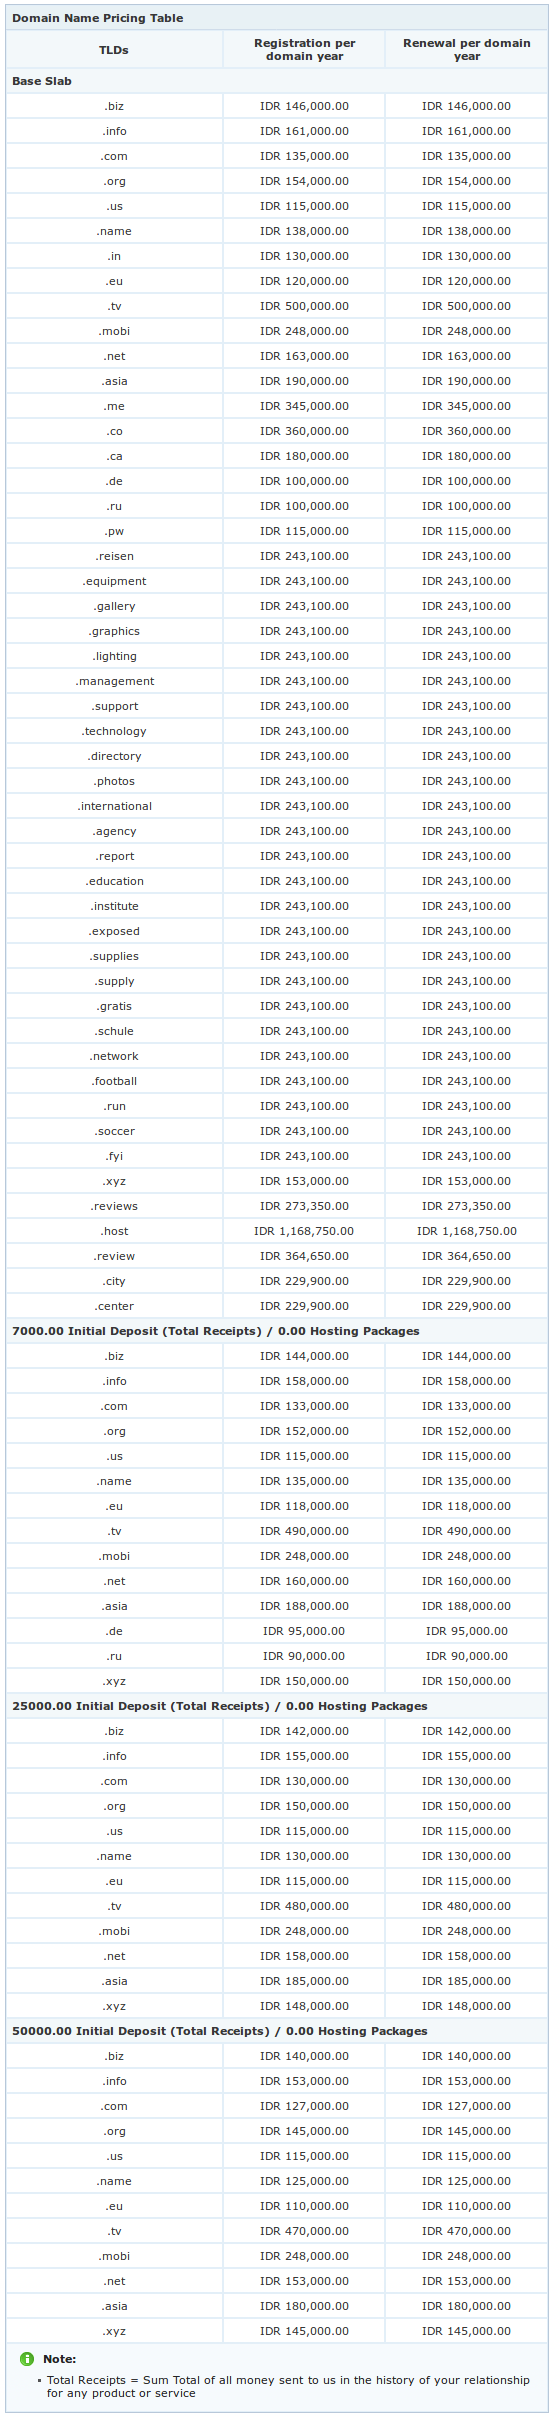 Domain Name Pricing Table
TLDs Registration per domain year Renewal per domain year
Base Slab
.biz IDR 146,000.00 IDR 146,000.00
.info IDR 161,000.00 IDR 161,000.00
.com IDR 135,000.00 IDR 135,000.00
.org IDR 154,000.00 IDR 154,000.00
.us IDR 115,000.00 IDR 115,000.00
.name IDR 138,000.00 IDR 138,000.00
.in IDR 130,000.00 IDR 130,000.00
.eu IDR 120,000.00 IDR 120,000.00
.tv IDR 500,000.00 IDR 500,000.00
.mobi IDR 248,000.00 IDR 248,000.00
.net IDR 163,000.00 IDR 163,000.00
.asia IDR 190,000.00 IDR 190,000.00
.me IDR 345,000.00 IDR 345,000.00
.co IDR 360,000.00 IDR 360,000.00
.ca IDR 180,000.00 IDR 180,000.00
.de IDR 100,000.00 IDR 100,000.00
.ru IDR 100,000.00 IDR 100,000.00
.pw IDR 115,000.00 IDR 115,000.00
.reisen IDR 243,100.00 IDR 243,100.00
.equipment IDR 243,100.00 IDR 243,100.00
.gallery IDR 243,100.00 IDR 243,100.00
.graphics IDR 243,100.00 IDR 243,100.00
.lighting IDR 243,100.00 IDR 243,100.00
.management IDR 243,100.00 IDR 243,100.00
.support IDR 243,100.00 IDR 243,100.00
.technology IDR 243,100.00 IDR 243,100.00
.directory IDR 243,100.00 IDR 243,100.00
.photos IDR 243,100.00 IDR 243,100.00
.international IDR 243,100.00 IDR 243,100.00
.agency IDR 243,100.00 IDR 243,100.00
.report IDR 243,100.00 IDR 243,100.00
.education IDR 243,100.00 IDR 243,100.00
.institute IDR 243,100.00 IDR 243,100.00
.exposed IDR 243,100.00 IDR 243,100.00
.supplies IDR 243,100.00 IDR 243,100.00
.supply IDR 243,100.00 IDR 243,100.00
.gratis IDR 243,100.00 IDR 243,100.00
.schule IDR 243,100.00 IDR 243,100.00
.network IDR 243,100.00 IDR 243,100.00
.football IDR 243,100.00 IDR 243,100.00
.run IDR 243,100.00 IDR 243,100.00
.soccer IDR 243,100.00 IDR 243,100.00
.fyi IDR 243,100.00 IDR 243,100.00
.xyz IDR 153,000.00 IDR 153,000.00
.reviews IDR 273,350.00 IDR 273,350.00
.host IDR 1,168,750.00 IDR 1,168,750.00
.review IDR 364,650.00 IDR 364,650.00
.city IDR 229,900.00 IDR 229,900.00
.center IDR 229,900.00 IDR 229,900.00
7000.00 Initial Deposit (Total Receipts) / 0.00 Hosting Packages
.biz IDR 144,000.00 IDR 144,000.00
.info IDR 158,000.00 IDR 158,000.00
.com IDR 133,000.00 IDR 133,000.00
.org IDR 152,000.00 IDR 152,000.00
.us IDR 115,000.00 IDR 115,000.00
.name IDR 135,000.00 IDR 135,000.00
.eu IDR 118,000.00 IDR 118,000.00
.tv IDR 490,000.00 IDR 490,000.00
.mobi IDR 248,000.00 IDR 248,000.00
.net IDR 160,000.00 IDR 160,000.00
.asia IDR 188,000.00 IDR 188,000.00
.de IDR 95,000.00 IDR 95,000.00
.ru IDR 90,000.00 IDR 90,000.00
.xyz IDR 150,000.00 IDR 150,000.00
25000.00 Initial Deposit (Total Receipts) / 0.00 Hosting Packages
.biz IDR 142,000.00 IDR 142,000.00
.info IDR 155,000.00 IDR 155,000.00
.com IDR 130,000.00 IDR 130,000.00
.org IDR 150,000.00 IDR 150,000.00
.us IDR 115,000.00 IDR 115,000.00
.name IDR 130,000.00 IDR 130,000.00
.eu IDR 115,000.00 IDR 115,000.00
.tv IDR 480,000.00 IDR 480,000.00
.mobi IDR 248,000.00 IDR 248,000.00
.net IDR 158,000.00 IDR 158,000.00
.asia IDR 185,000.00 IDR 185,000.00
.xyz IDR 148,000.00 IDR 148,000.00
50000.00 Initial Deposit (Total Receipts) / 0.00 Hosting Packages
.biz IDR 140,000.00 IDR 140,000.00
.info IDR 153,000.00 IDR 153,000.00
.com IDR 127,000.00 IDR 127,000.00
.org IDR 145,000.00 IDR 145,000.00
.us IDR 115,000.00 IDR 115,000.00
.name IDR 125,000.00 IDR 125,000.00
.eu IDR 110,000.00 IDR 110,000.00
.tv IDR 470,000.00 IDR 470,000.00
.mobi IDR 248,000.00 IDR 248,000.00
.net IDR 153,000.00 IDR 153,000.00
.asia IDR 180,000.00 IDR 180,000.00
.xyz IDR 145,000.00 IDR 145,000.00
Note:
▪ Total Receipts = Sum Total of all money sent to us in the history of your relationship
for any product or service